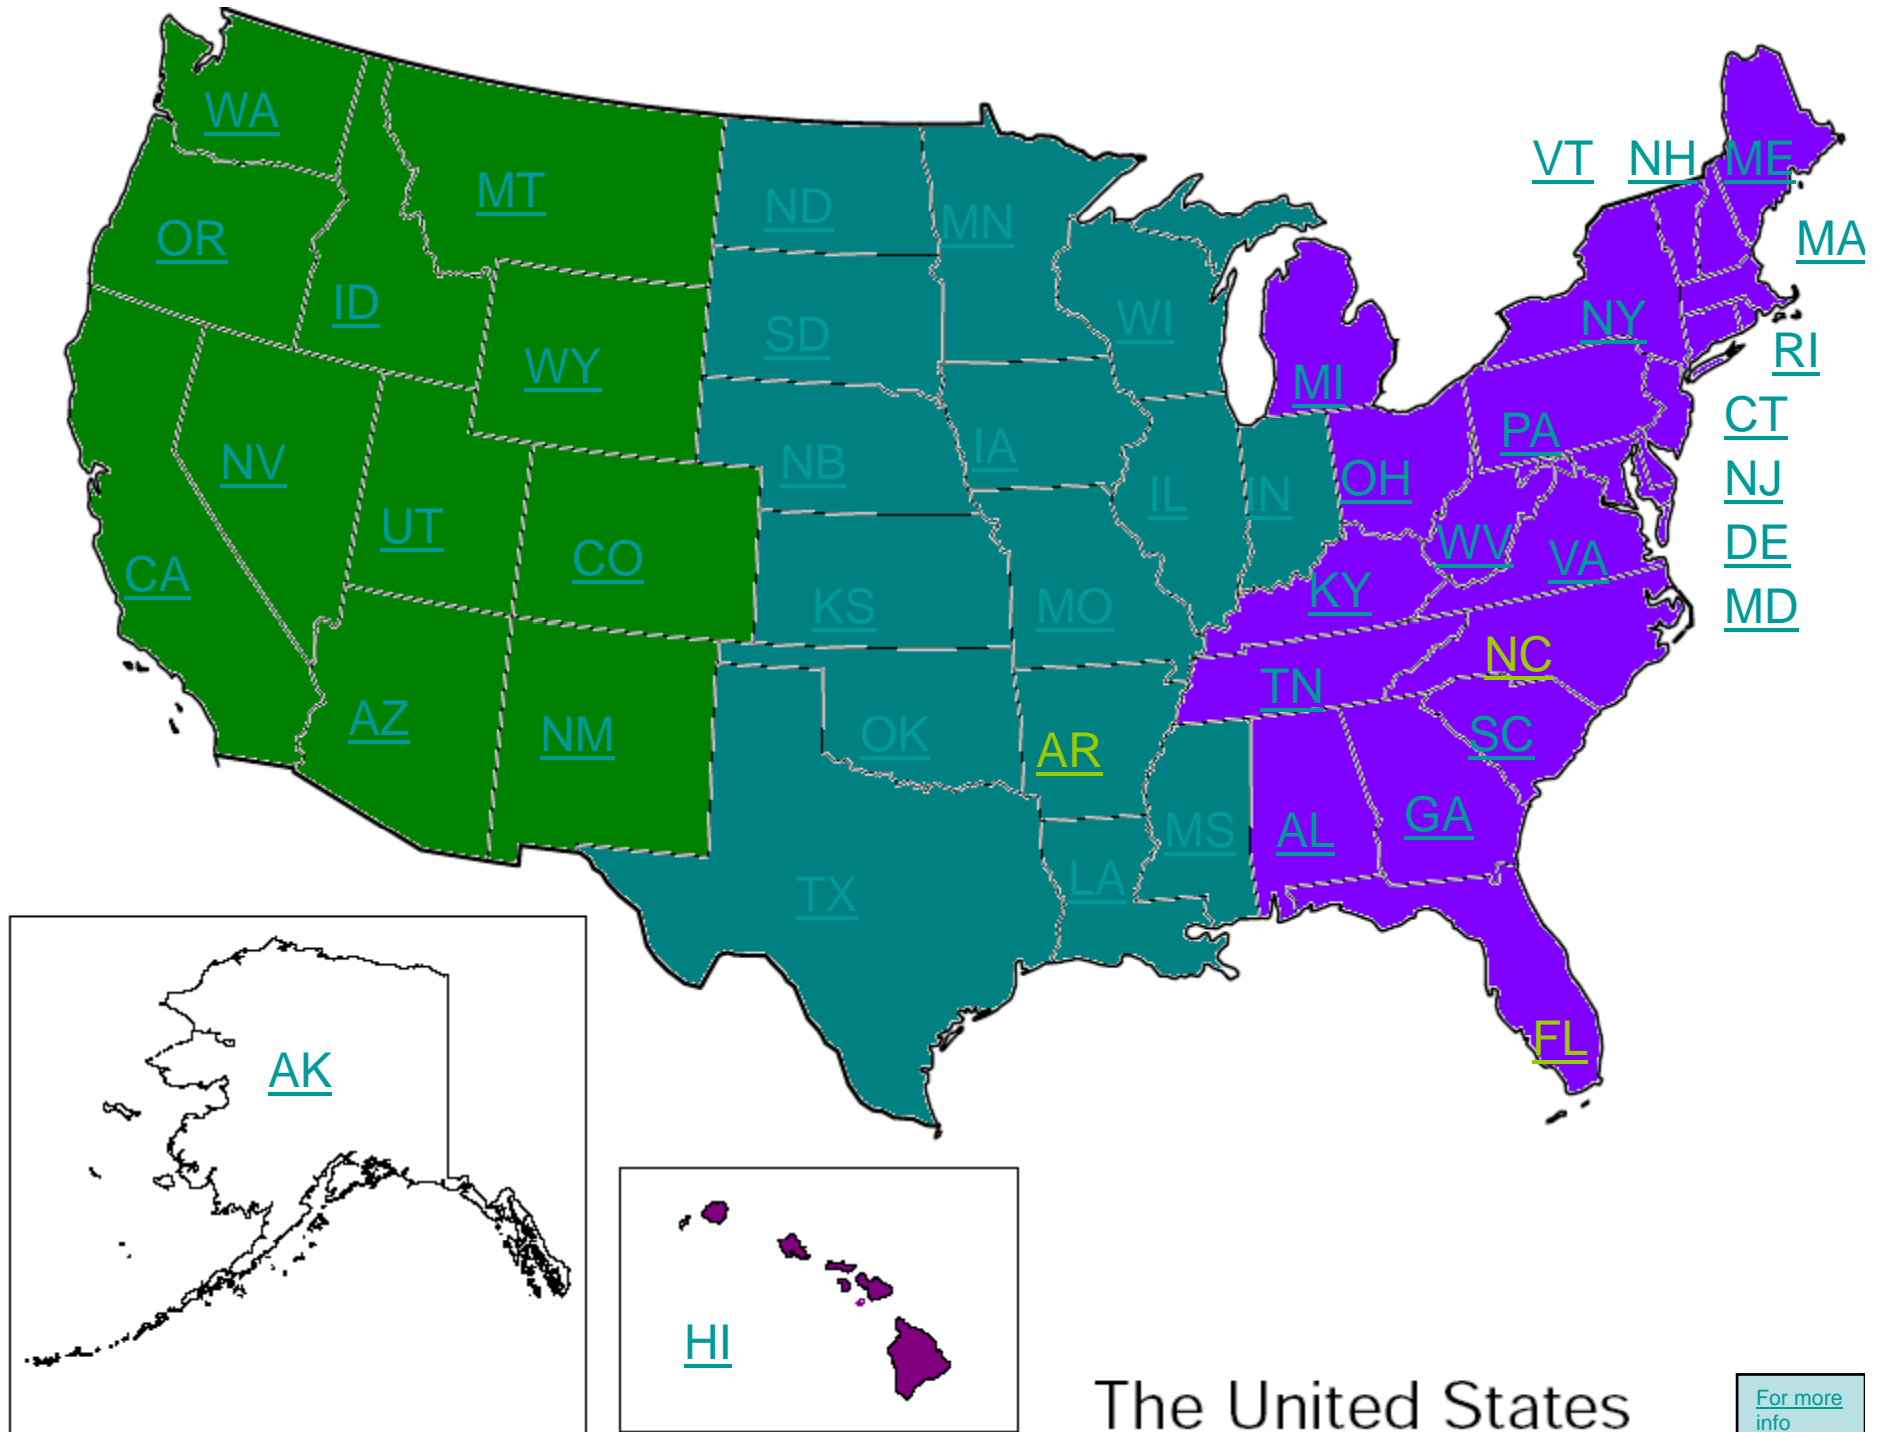 WA
VT NH ME
MT
ND
MN
OR
MA
ID
SD
WI
NY
RI
WY
MI
CT
NV
NB
IA
PA
OH
NJ
UT
IL
IN
CO
WV
VA
DE
CA
KS
MO
KY
MD
NC
AZ
NM
OK
AR
TN
SC
TX
LA
MS
AL
GA
FL
AK
HI
The United States
For more
info